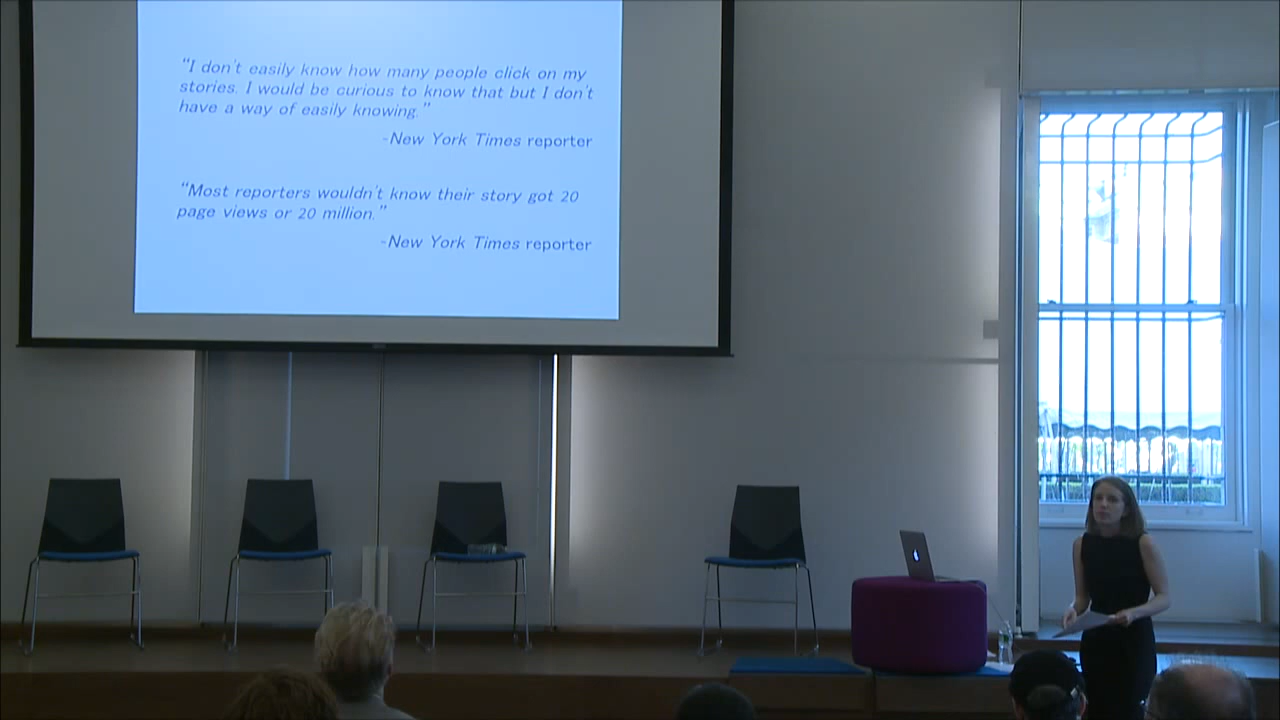 “I don't easily know how many people click on my
stories. I would be curious to know that but I don't
have a way of easily knowing.”
-New York Times reporter
“Most reporters wouldn't know their story got 20
page views or 20 million.”
-New York Times reporter